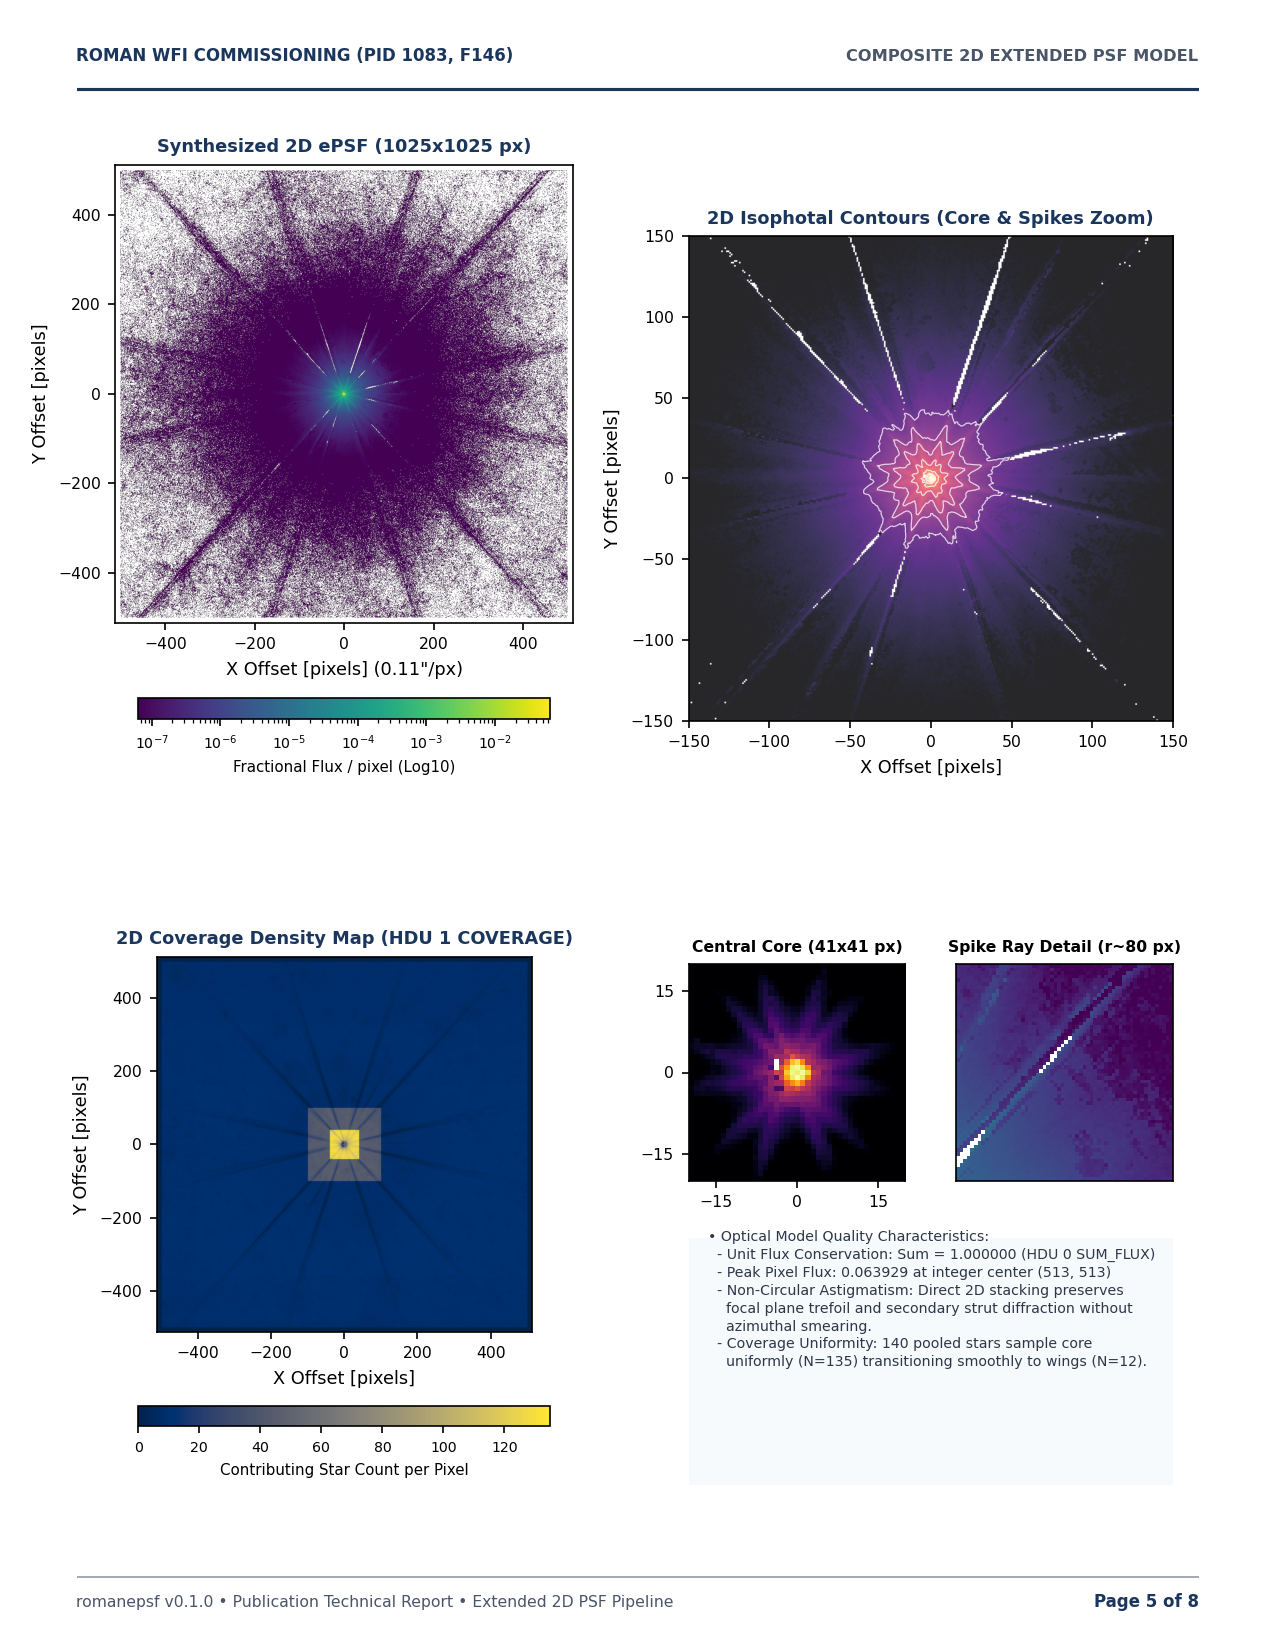 ROMAN WFI COMMISSIONING (PID 1083, F146)
COMPOSITE 2D EXTENDED PSF MODEL
Synthesized 2D ePSF (1025x1025 px)
400
200
0
−200
−400
Y Offset [pixels]
−400 −200 0 200 400
X Offset [pixels] (0.11"/px)
10⁻⁷ 10⁻⁶ 10⁻⁵ 10⁻⁴ 10⁻³ 10⁻²
Fractional Flux / pixel (Log10)
2D Isophotal Contours (Core & Spikes Zoom)
150
100
50
0
−50
−100
−150
Y Offset [pixels]
−150 −100 −50 0 50 100 150
X Offset [pixels]
2D Coverage Density Map (HDU 1 COVERAGE)
400
200
0
−200
−400
Y Offset [pixels]
−400 −200 0 200 400
X Offset [pixels]
0 20 40 60 80 100 120
Contributing Star Count per Pixel
Central Core (41x41 px)
15
0
−15
−15 0 15
Spike Ray Detail (r~80 px)
• Optical Model Quality Characteristics:
- Unit Flux Conservation: Sum = 1.000000 (HDU 0 SUM_FLUX)
- Peak Pixel Flux: 0.063929 at integer center (513, 513)
- Non-Circular Astigmatism: Direct 2D stacking preserves
focal plane trefoil and secondary strut diffraction without
azimuthal smearing.
- Coverage Uniformity: 140 pooled stars sample core
uniformly (N=135) transitioning smoothly to wings (N=12).
romanepsf v0.1.0 • Publication Technical Report • Extended 2D PSF Pipeline
Page 5 of 8